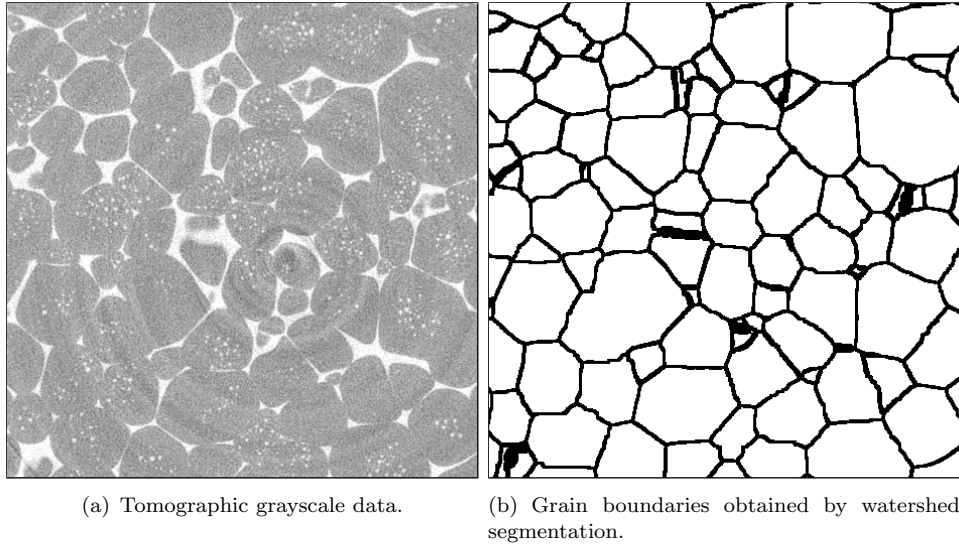 (a) Tomographic grayscale data.
(b) Grain boundaries obtained by watershed
segmentation.